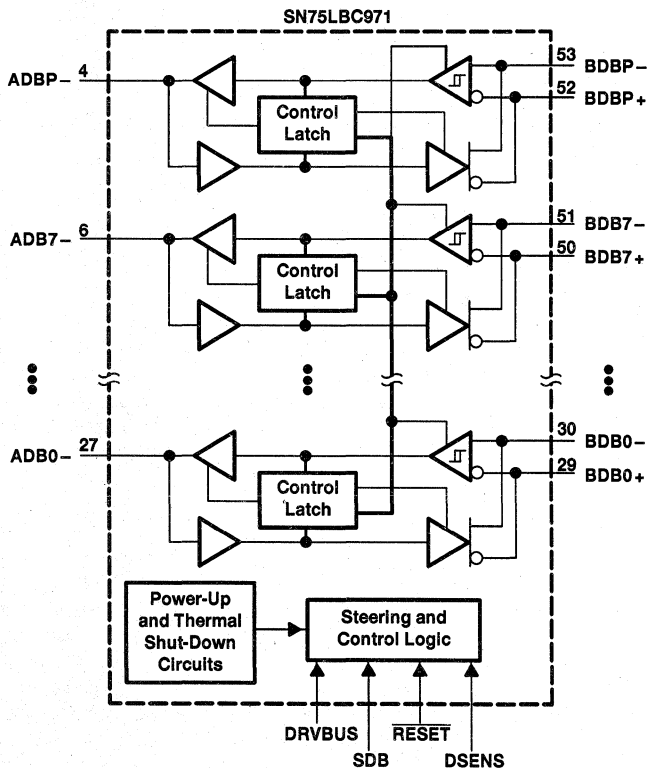 SN75LBC971
ADBP− 4
53 BDBP−
52 BDBP+
Control
Latch
ADB7− 6
51 BDB7−
50 BDB7+
Control
Latch
ADB0− 27
30 BDB0−
29 BDB0+
Control
Latch
Power-Up
and Thermal
Shut-Down
Circuits
Steering and
Control Logic
DRVBUS
SDB
RESET
DSENS